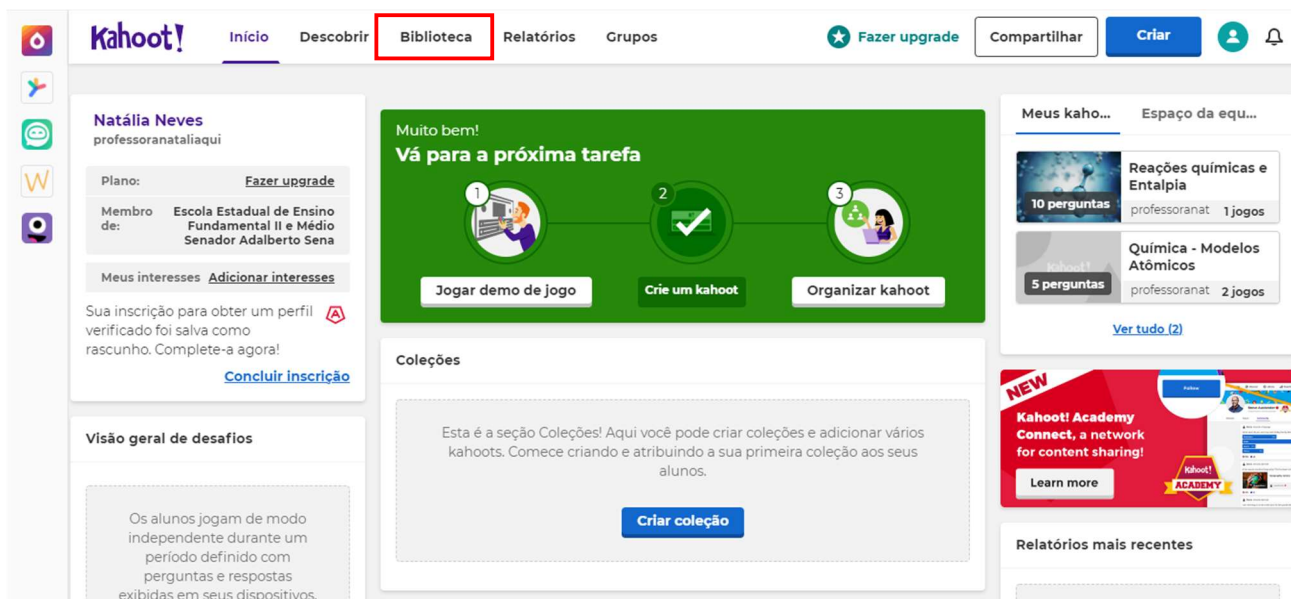 Kahoot!
Início
Descobrir
Biblioteca
Relatórios
Grupos
Fazer upgrade
Compartilhar
Criar
Natália Neves
professoranataliaqui
Plano:
Fazer upgrade
Membro
de:
Escola Estadual de Ensino
Fundamental II e Médio
Senador Adalberto Sena
Meus interesses
Adicionar interesses
Sua inscrição para obter um perfil
verificado foi salva como
rascunho. Complete-a agora!
Concluir inscrição
Visão geral de desafios
Os alunos jogam de modo
independente durante um
período definido com
perguntas e respostas
exibidas em seus dispositivos.
Muito bem!
Vá para a próxima tarefa
1
2
3
Jogar demo de jogo
Crie um kahoot
Organizar kahoot
Coleções
Esta é a seção Coleções! Aqui você pode criar coleções e adicionar vários
kahoots. Comece criando e atribuindo a sua primeira coleção aos seus
alunos.
Criar coleção
Meus kaho...
Espaço da equ...
Reações químicas e
Entalpia
10 perguntas
professoranat
1 jogos
Química - Modelos
Atômicos
Kahoot!
5 perguntas
professoranat
2 jogos
Ver tudo (2)
NEW
Kahoot! Academy
Connect, a network
for content sharing!
Learn more
Follow
Kahoot!
ACADEMY
Relatórios mais recentes